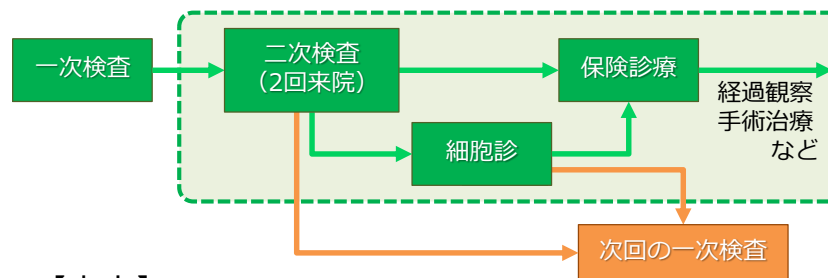 一次検査
二次検査
（2回来院）
保険診療
経過観察
手術治療
など
細胞診
次回の一次検査